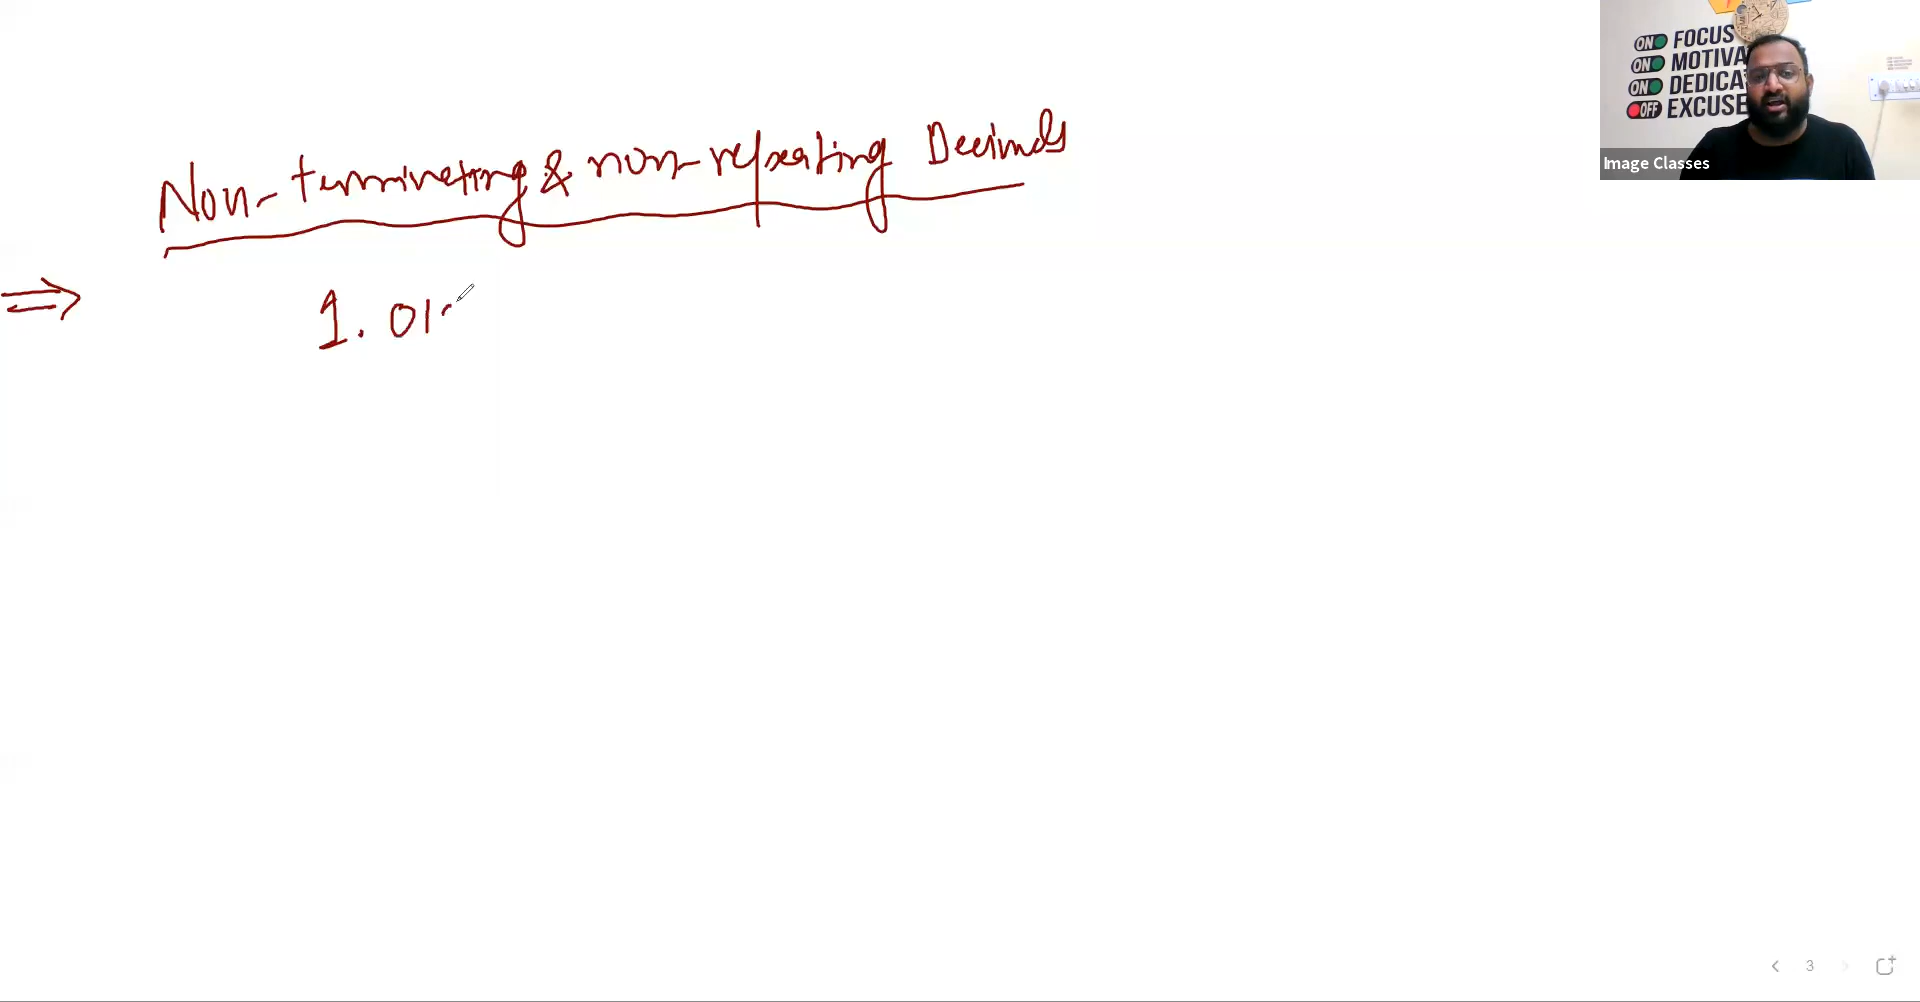 Non-terminating & non-repeating Decimals
⇒ 1. 01
ON FOCUS
ON MOTIVA
ON DEDICA
OFF EXCUSE
Image Classes
3